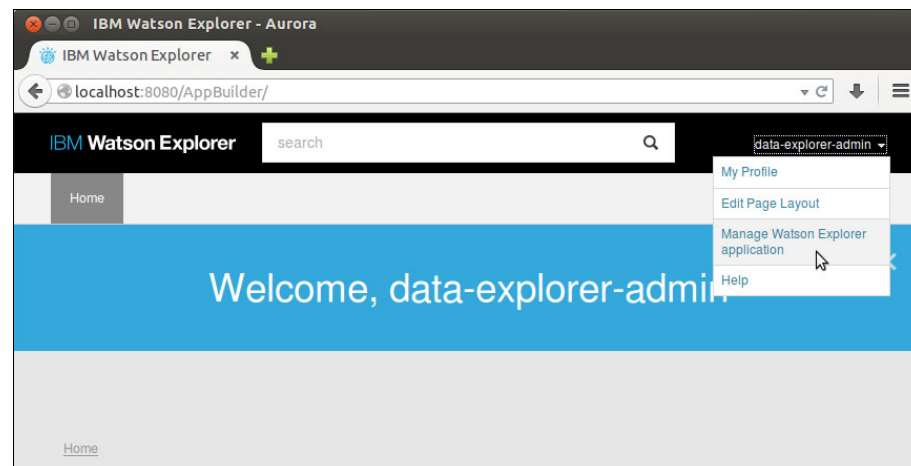 IBM Watson Explorer - Aurora
IBM Watson Explorer
localhost:8080/AppBuilder/
IBM Watson Explorer
search
data-explorer-admin
My Profile
Home
Edit Page Layout
Manage Watson Explorer
application
Help
Welcome, data-explorer-admin
Home